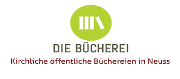 DIE BÜCHEREI
Kirchliche öffentliche Büchereien in Neuss